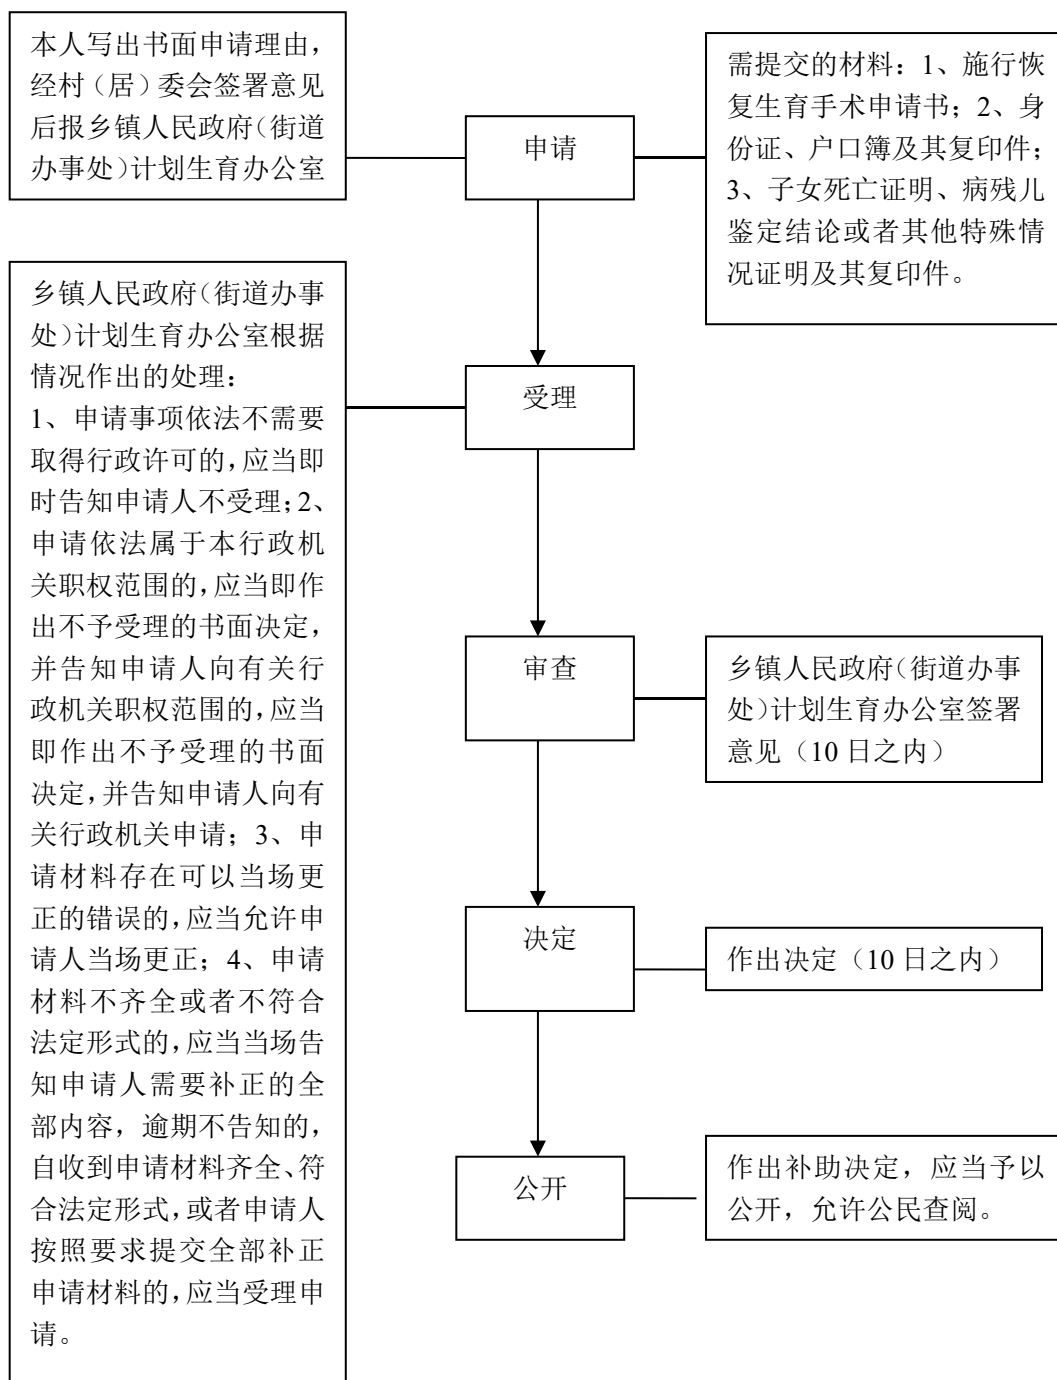 本人写出书面申请理由，
经村（居）委会签署意见
后报乡镇人民政府（街道
办事处）计划生育办公室
申请
需提交的材料：1、施行恢
复生育手术申请书；2、身
份证、户口簿及其复印件；
3、子女死亡证明、病残儿
鉴定结论或者其他特殊情
况证明及其复印件。
乡镇人民政府（街道办事
处）计划生育办公室根据
情况作出的处理：
1、申请事项依法不需要
取得行政许可的，应当即
时告知申请人不受理；2、
申请依法属于本行政机
关职权范围的，应当即作
出不予受理的书面决定，
并告知申请人向有关行
政机关职权范围的，应当
即作出不予受理的书面
决定，并告知申请人向有
关行政机关申请；3、申
请材料存在可以当场更
正的错误的，应当允许申
请人当场更正；4、申请
材料不齐全或者不符合
法定形式的，应当当场告
知申请人需要补正的全
部内容，逾期不告知的，
自收到申请材料齐全、符
合法定形式，或者申请人
按照要求提交全部补正
申请材料的，应当受理申
请。
受理
审查
乡镇人民政府（街道办事
处）计划生育办公室签署
意见（10 日之内）
决定
作出决定（10 日之内）
公开
作出补助决定，应当予以
公开，允许公民查阅。